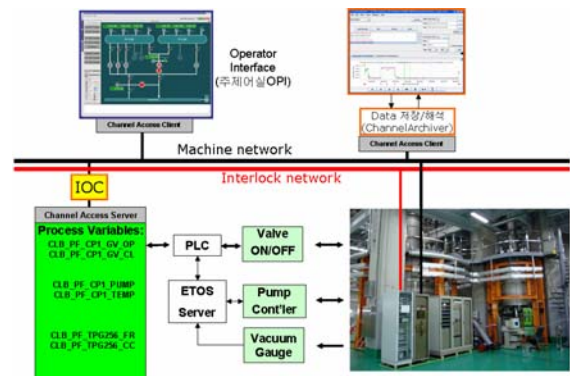 Operator
Interface
(주제어실OPI)
Data 저장/해석
(ChannelArchiver)
Channel Access Client
Channel Access Client
Machine network
Interlock network
IOC
Channel Access Server
Process Variables:
CLB_PF_CP1_GV_OP
CLB_PF_CP1_GV_CL
CLB_PF_CP1_PUMP
CLB_PF_CP1_TEMP
CLB_PF_TPG256_FR
CLB_PF_TPG256_CC
PLC
Valve
ON/OFF
ETOS
Server
Pump
Cont'ler
Vacuum
Gauge